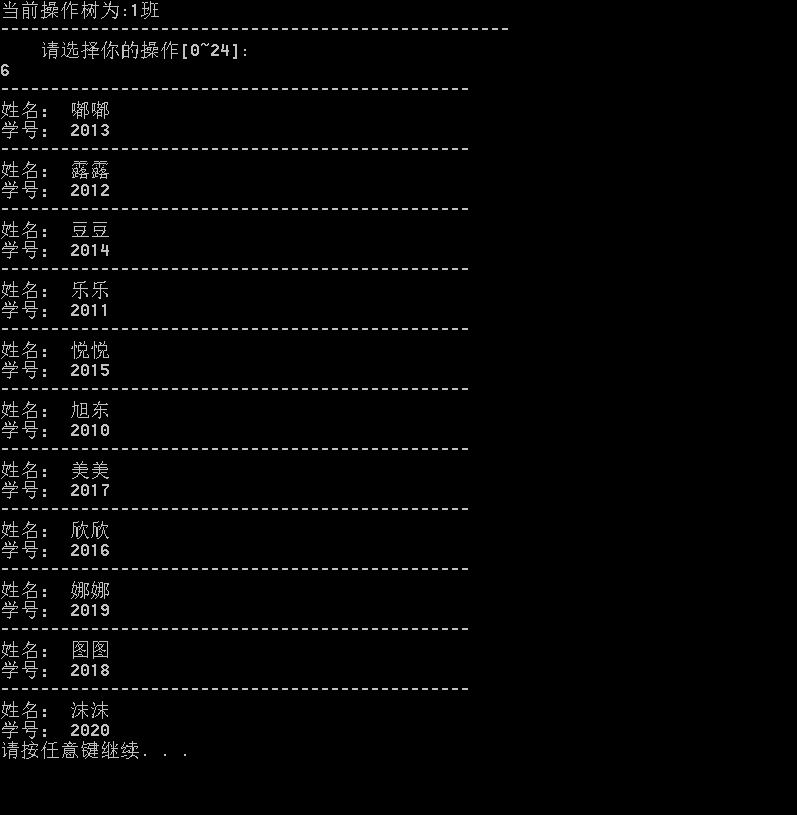 当前操作树为:1班
---------------------------------------------------
请选择你的操作[0~24]:
6
-----------------------------------------------
姓名: 嘟嘟
学号: 2013
-----------------------------------------------
姓名: 露露
学号: 2012
-----------------------------------------------
姓名: 豆豆
学号: 2014
-----------------------------------------------
姓名: 乐乐
学号: 2011
-----------------------------------------------
姓名: 悦悦
学号: 2015
-----------------------------------------------
姓名: 旭东
学号: 2010
-----------------------------------------------
姓名: 美美
学号: 2017
-----------------------------------------------
姓名: 欣欣
学号: 2016
-----------------------------------------------
姓名: 娜娜
学号: 2019
-----------------------------------------------
姓名: 图图
学号: 2018
-----------------------------------------------
姓名: 沫沫
学号: 2020
请按任意键继续. . .